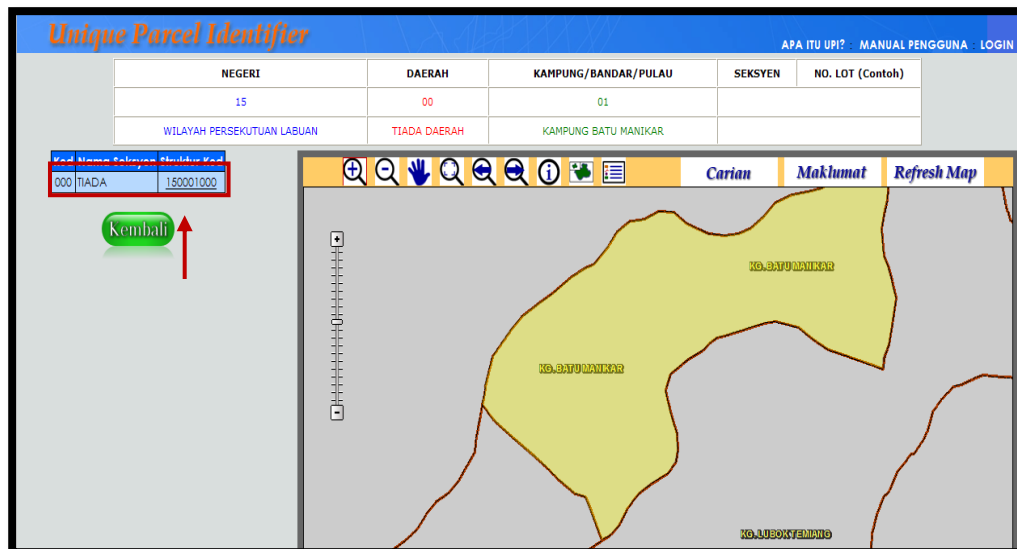 Unique Parcel Identifier
APA ITU UPI? : MANUAL PENGGUNA : LOGIN
NEGERI DAERAH KAMPUNG/BANDAR/PULAU SEKSYEN NO. LOT (Contoh)
15 00 01
WILAYAH PERSEKUTUAN LABUAN TIADA DAERAH KAMPUNG BATU MANIKAR
Kod Nama Seksyen Struktur Kod
000 TIADA 150001000
Kembali
Carian Maklumat Refresh Map
KG.BATU MANIKAR
KG.BATU MANIKAR
KG.LUBOK TEMIANG